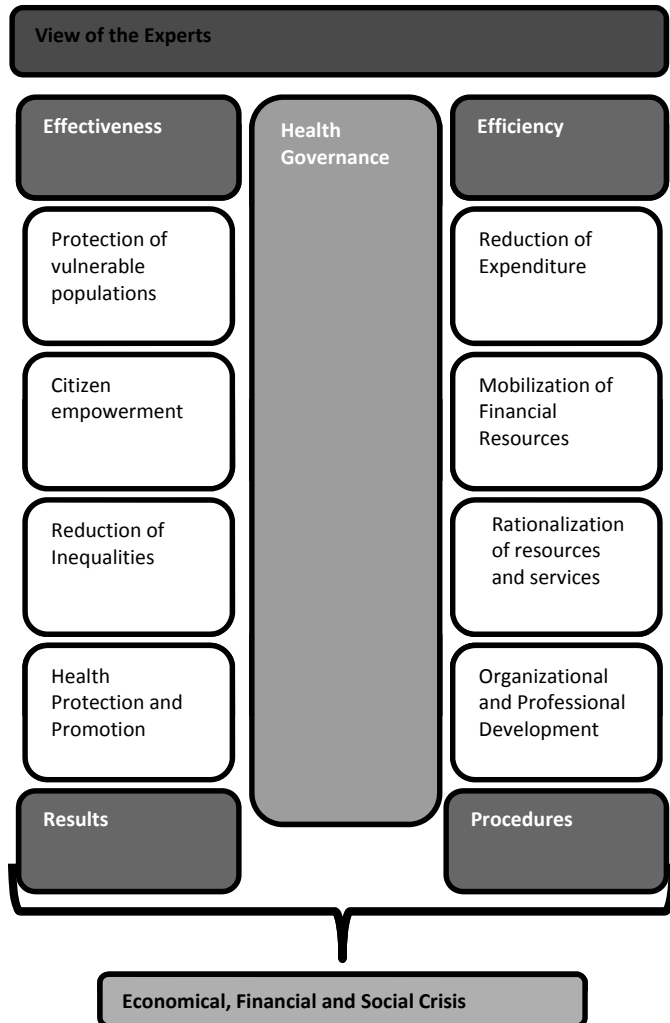 View of the Experts
Effectiveness
Protection of
vulnerable
populations
Citizen
empowerment
Reduction of
Inequalities
Health
Protection and
Promotion
Results
Health
Governance
Efficiency
Reduction of
Expenditure
Mobilization of
Financial
Resources
Rationalization
of resources
and services
Organizational
and Professional
Development
Procedures
Economical, Financial and Social Crisis